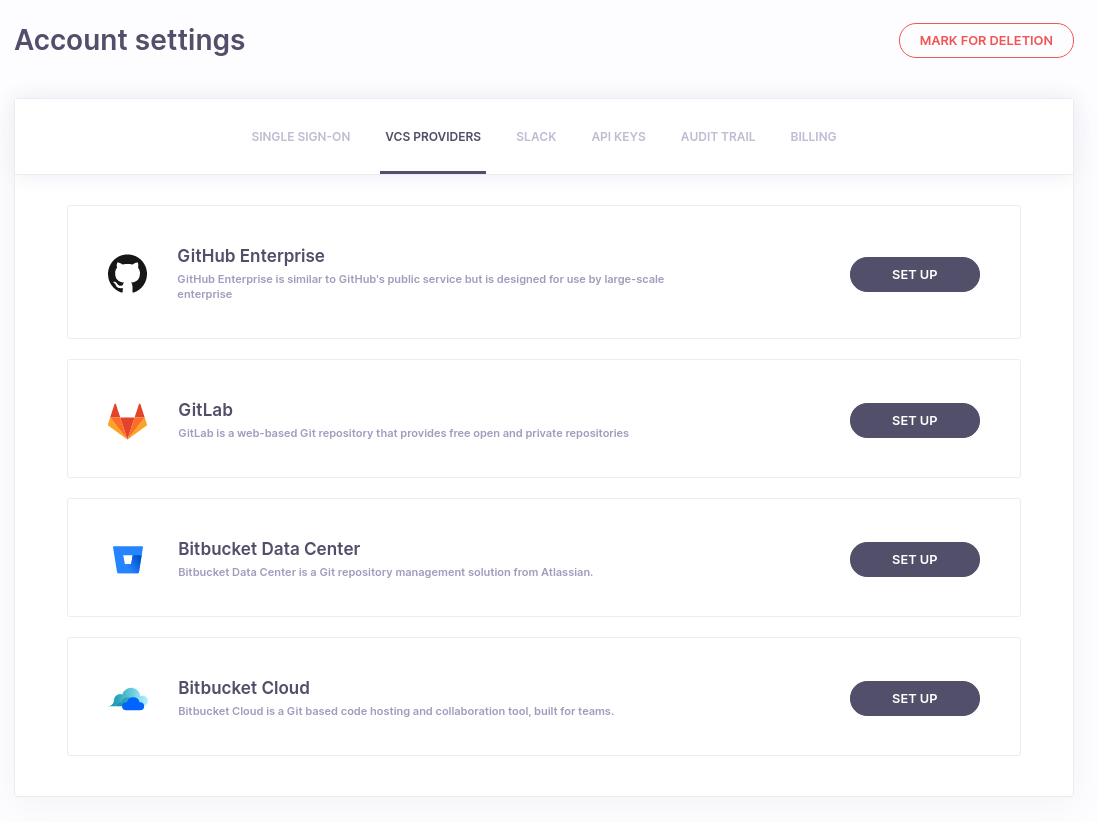 Account settings
MARK FOR DELETION
SINGLE SIGN-ON
VCS PROVIDERS
SLACK
API KEYS
AUDIT TRAIL
BILLING
GitHub Enterprise
GitHub Enterprise is similar to GitHub's public service but is designed for use by large-scale
enterprise
SET UP
GitLab
GitLab is a web-based Git repository that provides free open and private repositories
SET UP
Bitbucket Data Center
Bitbucket Data Center is a Git repository management solution from Atlassian.
SET UP
Bitbucket Cloud
Bitbucket Cloud is a Git based code hosting and collaboration tool, built for teams.
SET UP